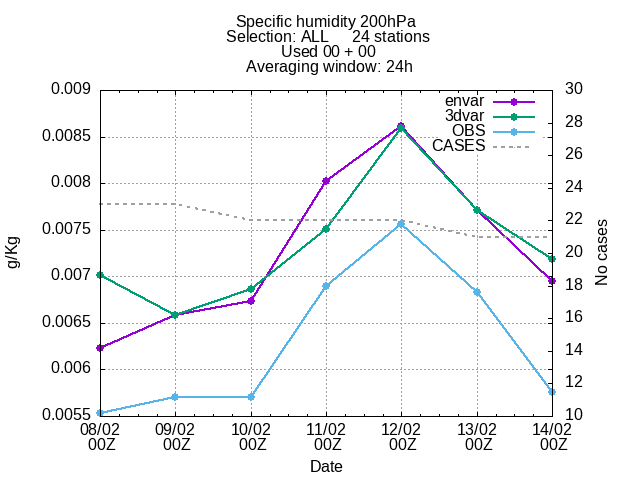 Specific humidity 200hPa
Selection: ALL 24 stations
Used 00 + 00
Averaging window: 24h
envar
3dvar
OBS
CASES
0.009
0.0085
0.008
0.0075
0.007
0.0065
0.006
0.0055
30
28
26
24
22
20
18
16
14
12
10
g/Kg
No cases
08/02 09/02 10/02 11/02 12/02 13/02 14/02
00Z 00Z 00Z 00Z 00Z 00Z 00Z
Date